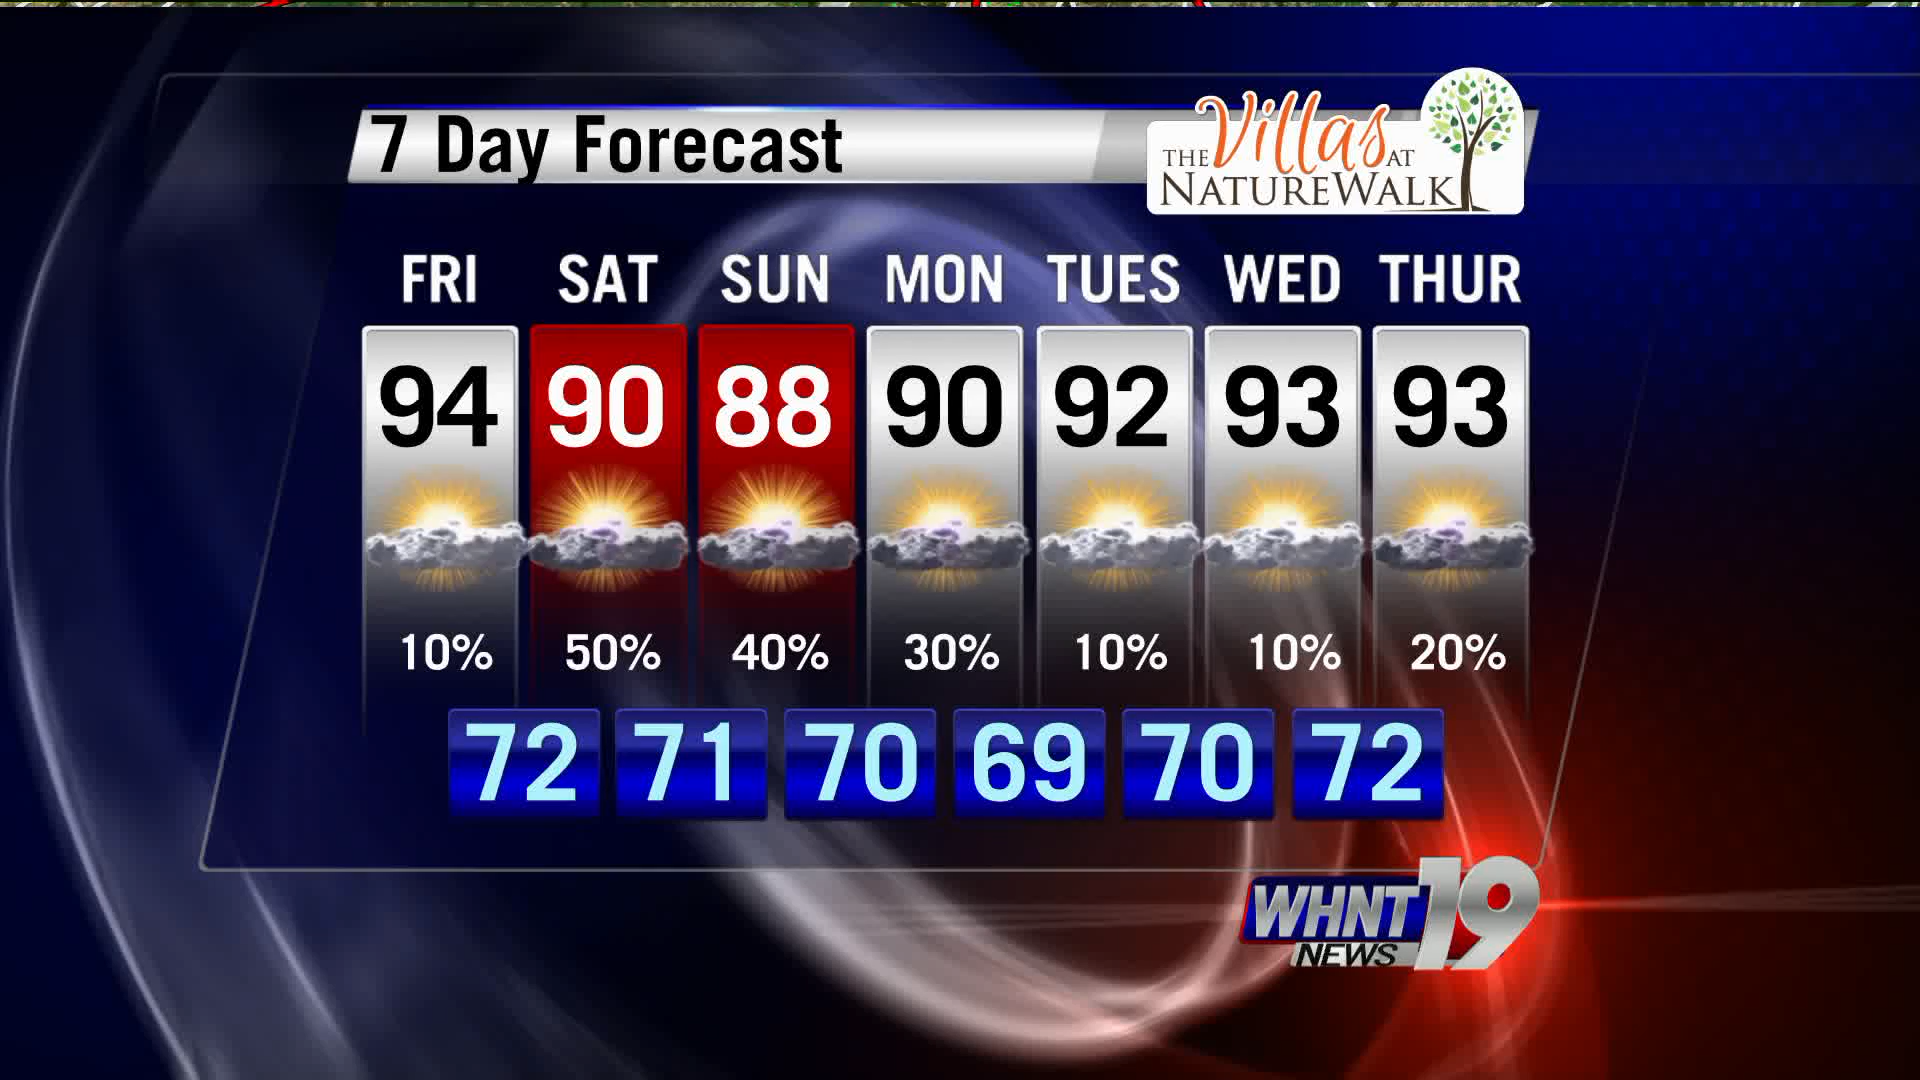 7 Day Forecast
THE Villas AT
NATUREWALK
FRI SAT SUN MON TUES WED THUR
94 90 88 90 92 93 93
10% 50% 40% 30% 10% 10% 20%
72 71 70 69 70 72
WHNT 19
NEWS